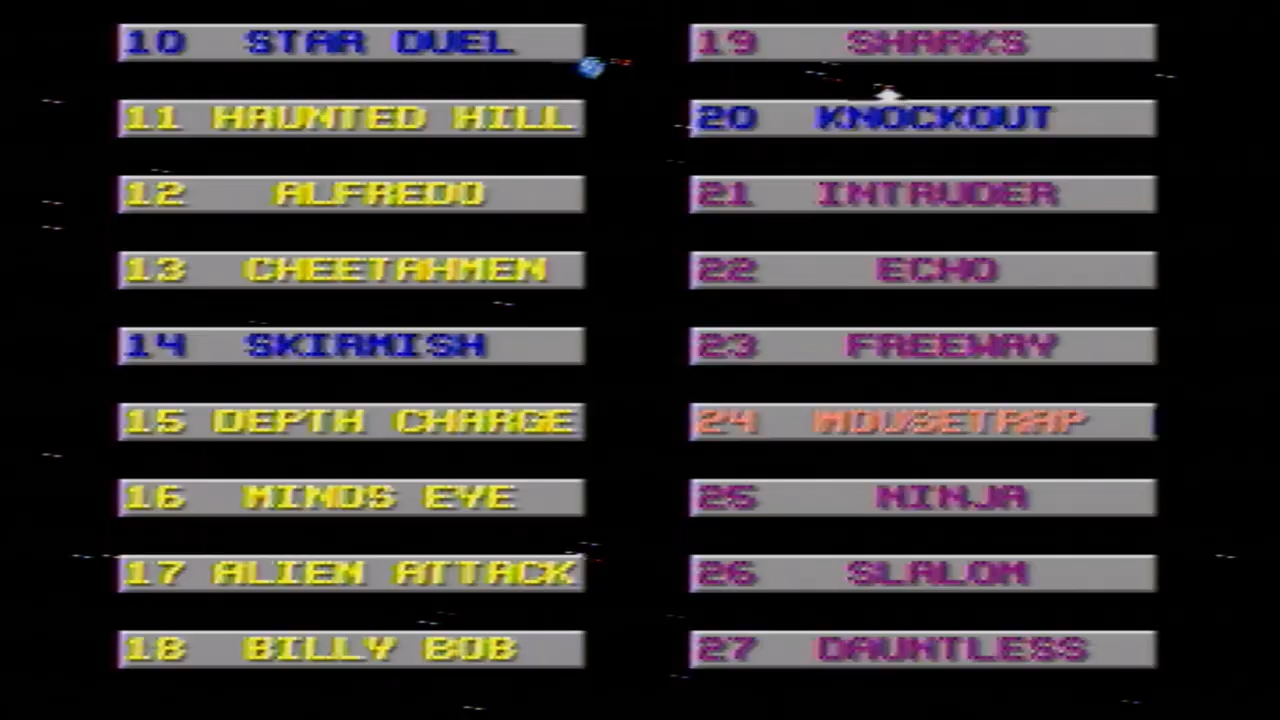 10 STAR DUEL
11 HAUNTED HILL
12 ALFREDO
13 CHEETAHMEN
14 SKIRMISH
15 DEPTH CHARGE
16 MINDS EYE
17 ALIEN ATTACK
18 BILLY BOB
19 SHARKS
20 KNOCKOUT
21 INTRUDER
22 ECHO
23 FREEWAY
24 MOUSETRAP
25 NINJA
26 SLALOM
27 DAUNTLESS